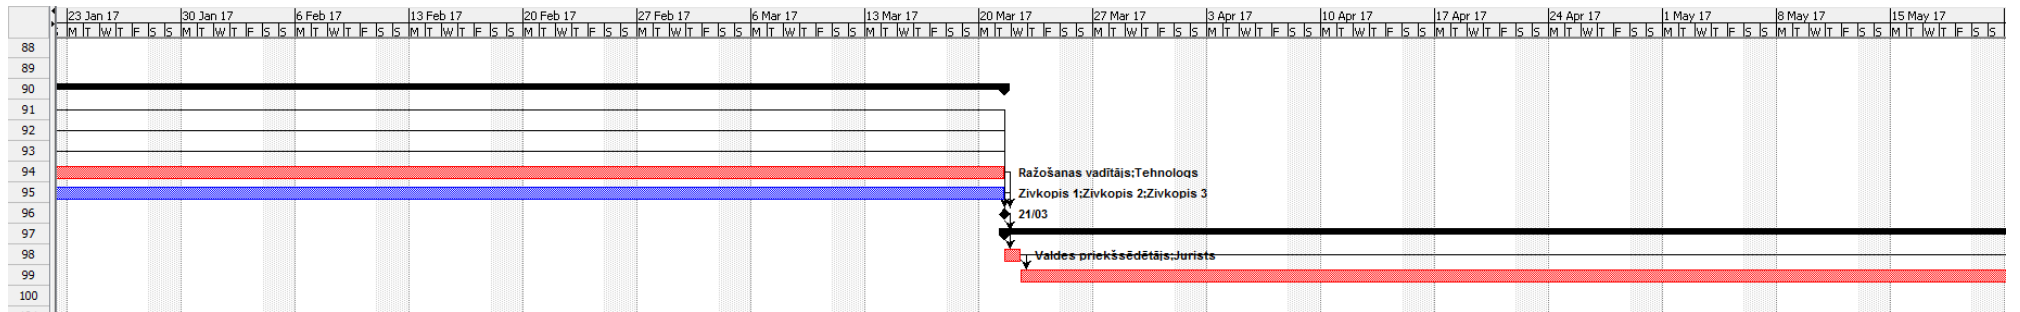 23 Jan 17 30 Jan 17 6 Feb 17 13 Feb 17 20 Feb 17 27 Feb 17 6 Mar 17 13 Mar 17 20 Mar 17 27 Mar 17 3 Apr 17 10 Apr 17 17 Apr 17 24 Apr 17 1 May 17 8 May 17 15 May 17
S M T W T F S S M T W T F S S M T W T F S S M T W T F S S M T W T F S S M T W T F S S M T W T F S S M T W T F S S M T W T F S S M T W T F S S M T W T F S S M T W T F S S M T W T F S S M T W T F S S M T W T F S S M T W T F S S M T W T F S S
88
89
90
91
92
93
94 Ražošanas vadītājs;Tehnologs
95 Zivkopis 1;Zivkopis 2;Zivkopis 3
96 21/03
97
98 Valdes priekšsēdētājs;Jurists
99
100